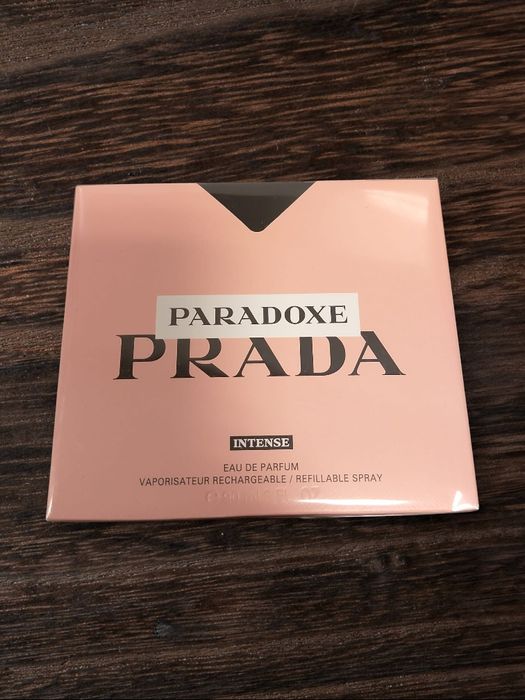 PARADOXE
PRADA
INTENSE
EAU DE PARFUM
VAPORISATEUR RECHARGEABLE / REFILLABLE SPRAY